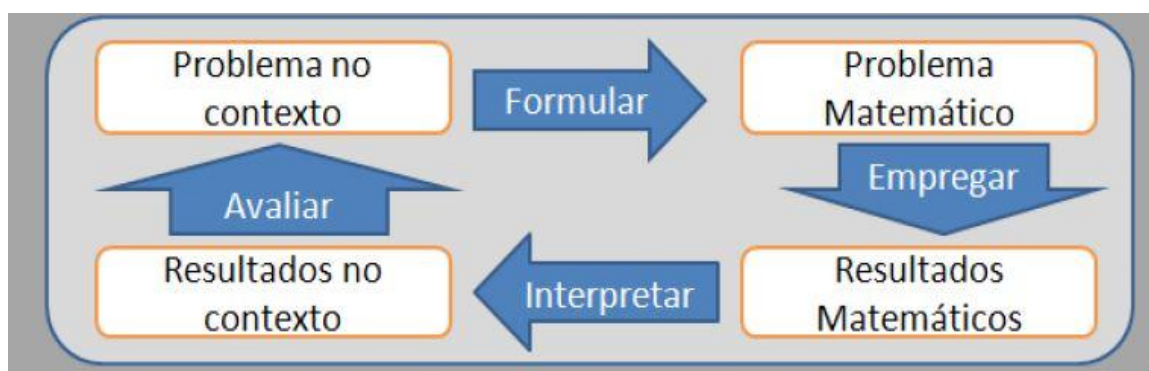 Problema no
contexto
Formular
Problema
Matemático
Avaliar
Empregar
Resultados no
contexto
Interpretar
Resultados
Matemáticos